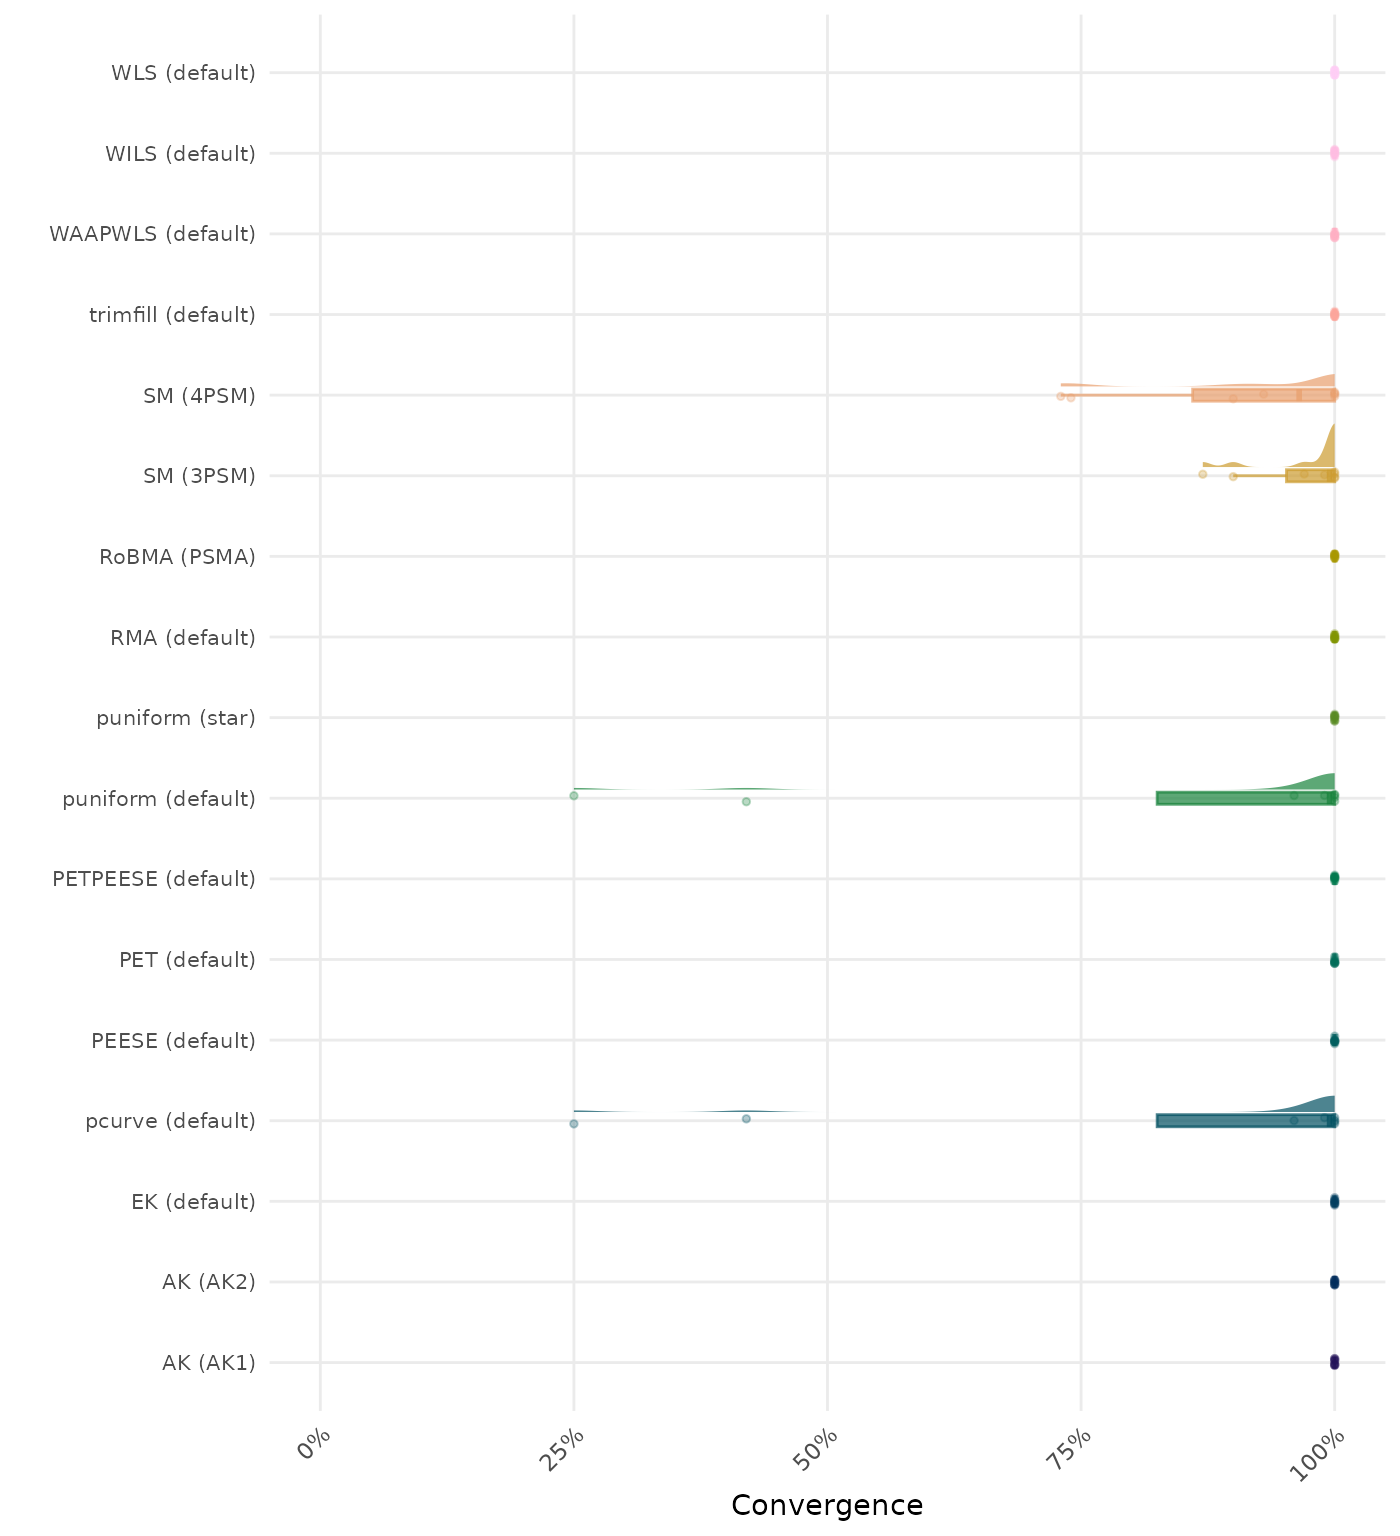 WLS (default)
WILS (default)
WAAPWLS (default)
trimfill (default)
SM (4PSM)
SM (3PSM)
RoBMA (PSMA)
RMA (default)
puniform (star)
puniform (default)
PETPEESE (default)
PET (default)
PEESE (default)
pcurve (default)
EK (default)
AK (AK2)
AK (AK1)
0%
25%
50%
75%
100%
Convergence